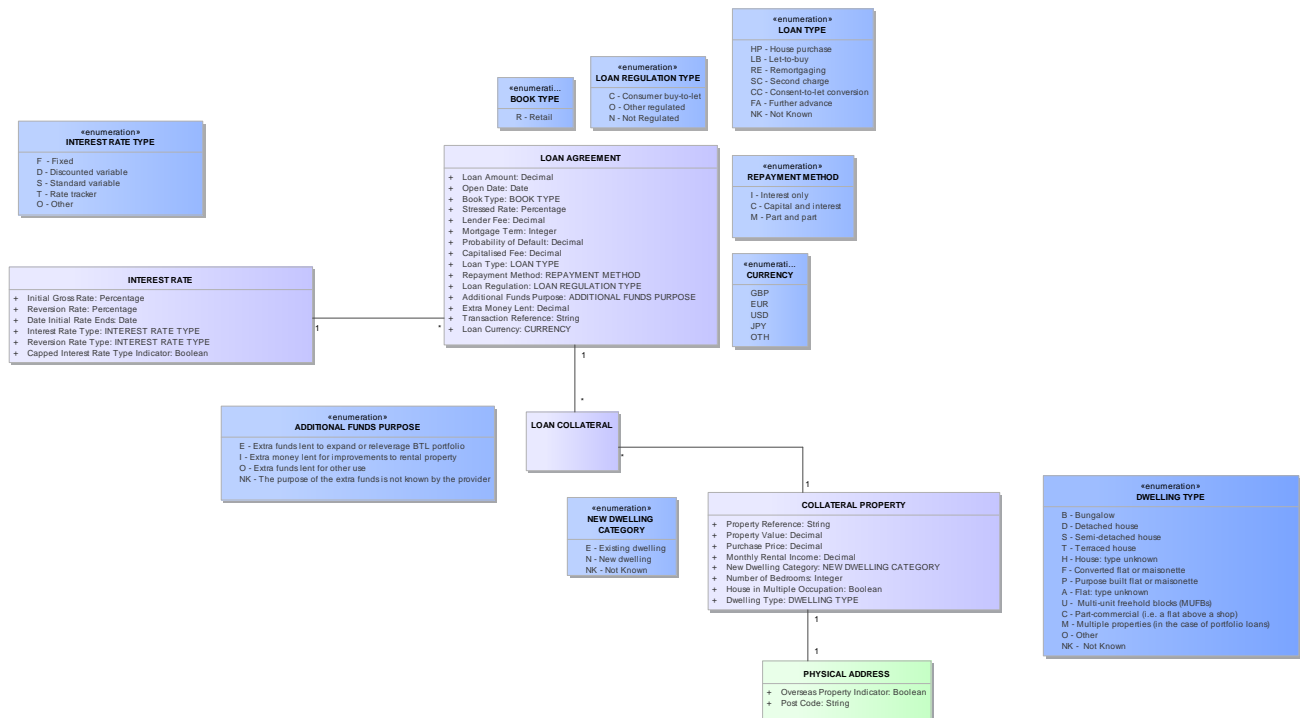 «enumeration»
LOAN TYPE
HP - House purchase
LB - Let-to-buy
RE - Remortgaging
SC - Second charge
CC - Consent-to-let conversion
FA - Further advance
NK - Not Known
«enumeration»
LOAN REGULATION TYPE
C - Consumer buy-to-let
O - Other regulated
N - Not Regulated
«enumerati...
BOOK TYPE
R - Retail
«enumeration»
INTEREST RATE TYPE
F - Fixed
D - Discounted variable
S - Standard variable
T - Rate tracker
O - Other
LOAN AGREEMENT
+ Loan Amount: Decimal
+ Open Date: Date
+ Book Type: BOOK TYPE
+ Stressed Rate: Percentage
+ Lender Fee: Decimal
+ Mortgage Term: Integer
+ Probability of Default: Decimal
+ Capitalised Fee: Decimal
+ Loan Type: LOAN TYPE
+ Repayment Method: REPAYMENT METHOD
+ Loan Regulation: LOAN REGULATION TYPE
+ Additional Funds Purpose: ADDITIONAL FUNDS PURPOSE
+ Extra Money Lent: Decimal
+ Transaction Reference: String
+ Loan Currency: CURRENCY
«enumeration»
REPAYMENT METHOD
I - Interest only
C - Capital and interest
M - Part and part
«enumerati...
CURRENCY
GBP
EUR
USD
JPY
OTH
INTEREST RATE
+ Initial Gross Rate: Percentage
+ Reversion Rate: Percentage
+ Date Initial Rate Ends: Date
+ Interest Rate Type: INTEREST RATE TYPE
+ Reversion Rate Type: INTEREST RATE TYPE
+ Capped Interest Rate Type Indicator: Boolean
1
*
1
*
«enumeration»
ADDITIONAL FUNDS PURPOSE
E - Extra funds lent to expand or releverage BTL portfolio
I - Extra money lent for improvements to rental property
O - Extra funds lent for other use
NK - The purpose of the extra funds is not known by the provider
LOAN COLLATERAL
*
1
«enumeration»
NEW DWELLING
CATEGORY
E - Existing dwelling
N - New dwelling
NK - Not Known
COLLATERAL PROPERTY
+ Property Reference: String
+ Property Value: Decimal
+ Purchase Price: Decimal
+ Monthly Rental Income: Decimal
+ New Dwelling Category: NEW DWELLING CATEGORY
+ Number of Bedrooms: Integer
+ House in Multiple Occupation: Boolean
+ Dwelling Type: DWELLING TYPE
«enumeration»
DWELLING TYPE
B - Bungalow
D - Detached house
S - Semi-detached house
T - Terraced house
H - House: type unknown
F - Converted flat or maisonette
P - Purpose built flat or maisonette
A - Flat: type unknown
U - Multi-unit freehold blocks (MUFBs)
C - Part-commercial (i.e. a flat above a shop)
M - Multiple properties (in the case of portfolio loans)
O - Other
NK - Not Known
1
1
PHYSICAL ADDRESS
+ Overseas Property Indicator: Boolean
+ Post Code: String